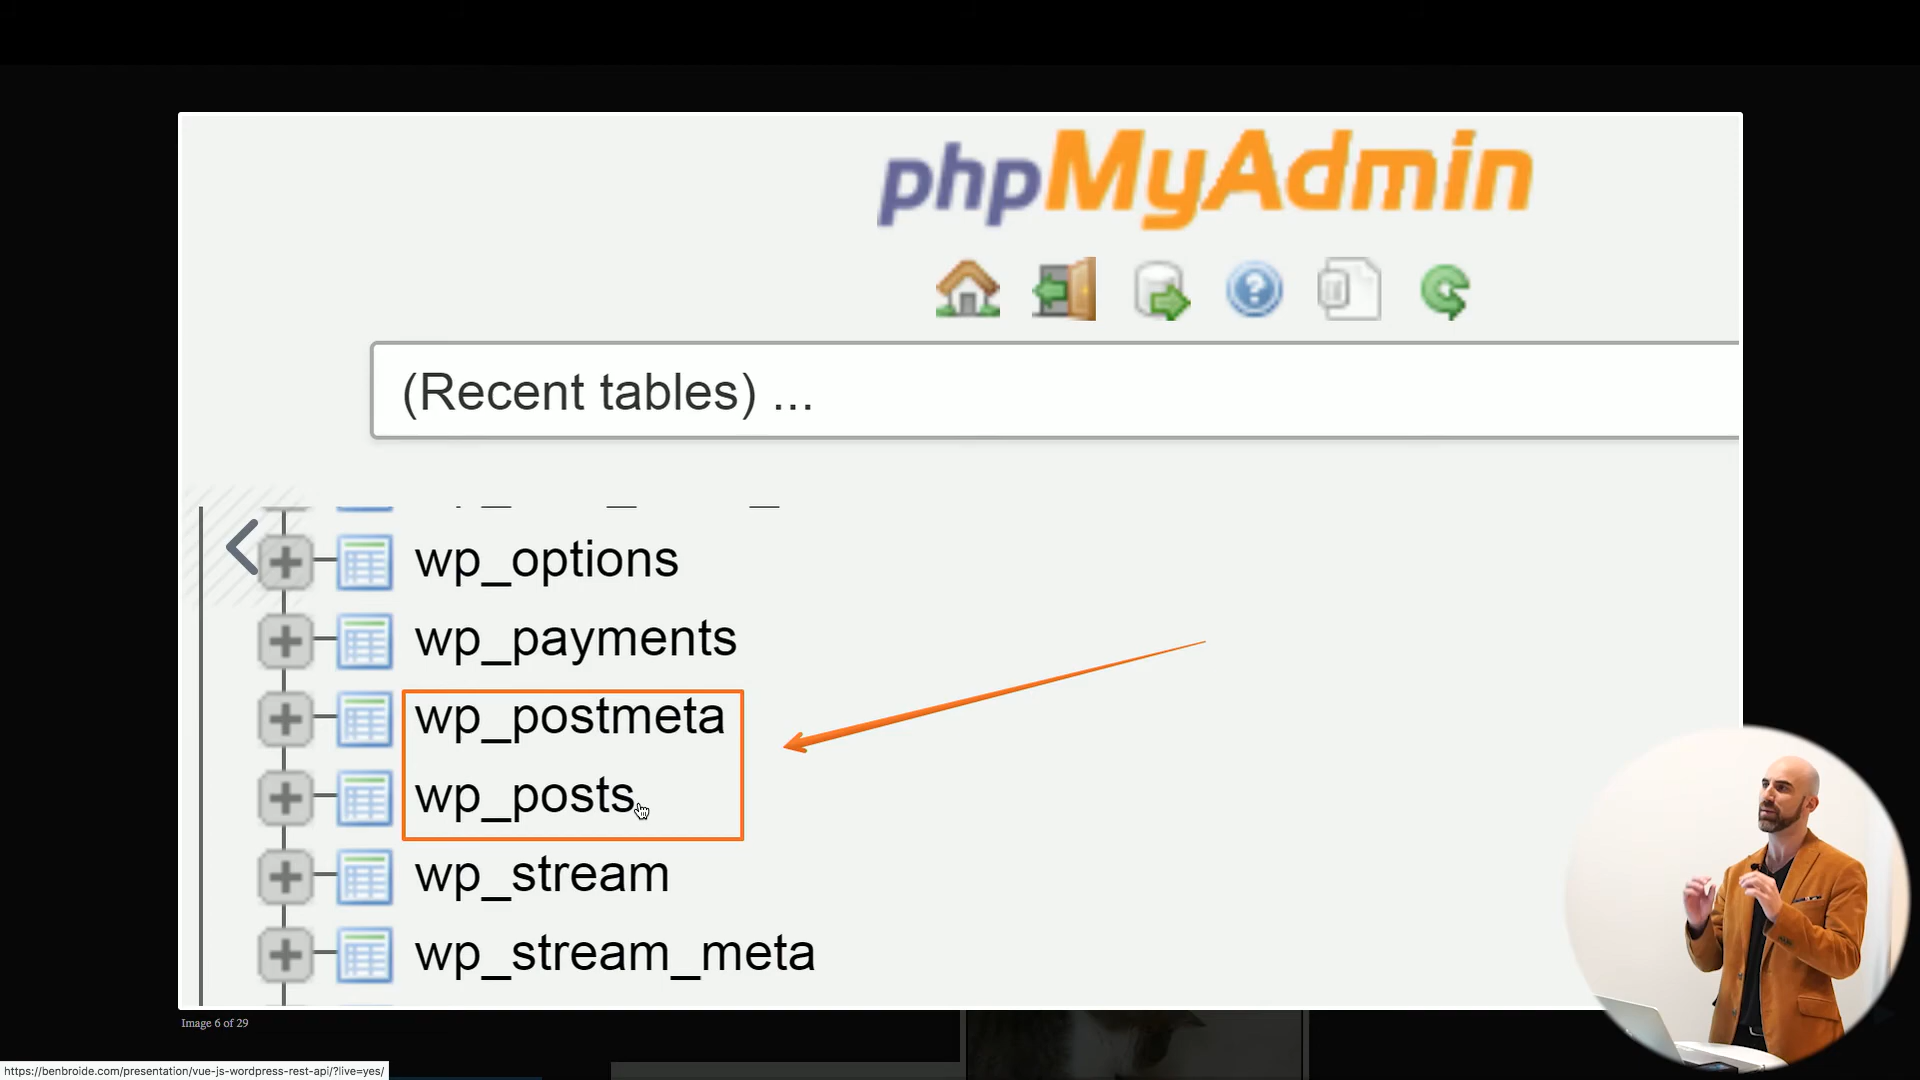 phpMyAdmin
(Recent tables) ...
wp_options
wp_payments
wp_postmeta
wp_posts
wp_stream
wp_stream_meta
Image 6 of 29
https://benbroide.com/presentation/vue-js-wordpress-rest-api/?live=yes/